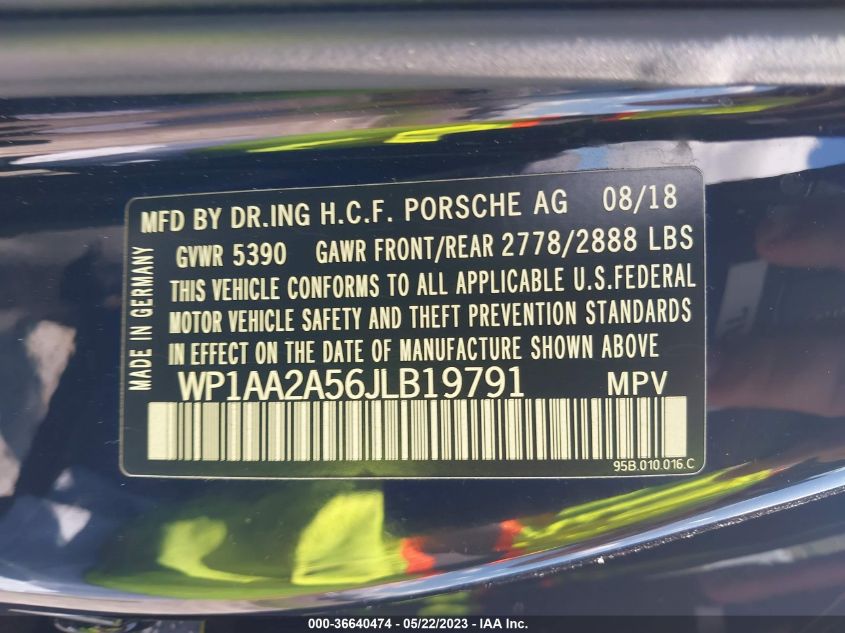 MFD BY DR.ING H.C.F. PORSCHE AG 08/18
GVWR 5390 GAWR FRONT/REAR 2778/2888 LBS
THIS VEHICLE CONFORMS TO ALL APPLICABLE U.S.FEDERAL
MOTOR VEHICLE SAFETY AND THEFT PREVENTION STANDARDS
IN EFFECT ON THE DATE OF MANUFACTURE SHOWN ABOVE
WP1AA2A56JLB19791 MPV
95B.010.016.C
MADE IN GERMANY
000-36640474 - 05/22/2023 - IAA Inc.